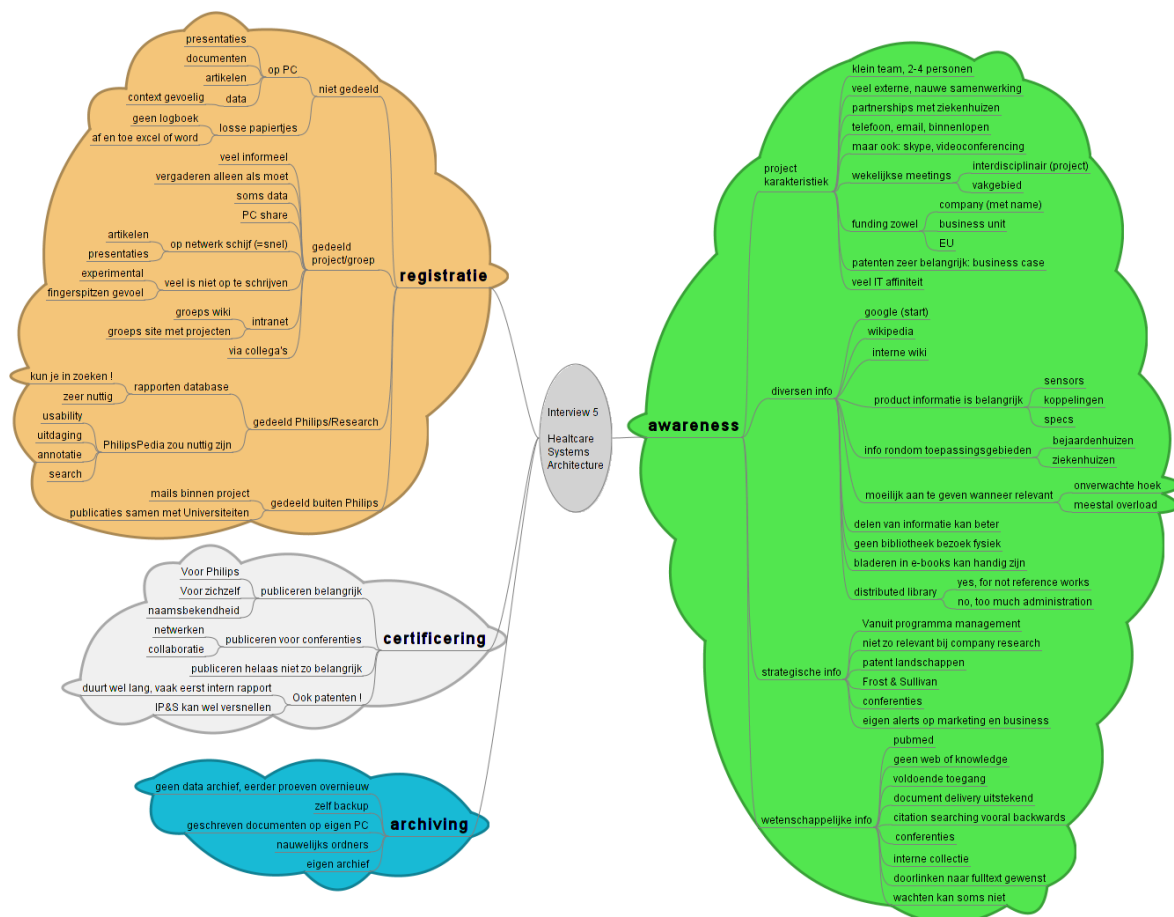 presentaties
documenten
artikelen
op PC
context gevoelig
data
niet gedeeld
geen logboek
af en toe excel of word
losse papiertjes
veel informeel
vergaderen alleen als moet
soms data
PC share
artikelen
presentaties
op netwerk schijf (=snel)
gedeeld
project/groep
experimental
fingerspitzen gevoel
veel is niet op te schrijven
groeps wiki
groeps site met projecten
intranet
via collega's
registratie
kun je in zoeken !
zeer nuttig
rapporten database
usability
uitdaging
annotatie
search
PhilipsPedia zou nuttig zijn
gedeeld Philips/Research
mails binnen project
publicaties samen met Universiteiten
gedeeld buiten Philips
Voor Philips
Voor zichzelf
naamsbekendheid
publiceren belangrijk
netwerken
collaboratie
publiceren voor conferenties
certificering
publiceren helaas niet zo belangrijk
duurt wel lang, vaak eerst intern rapport
IP&S kan wel versnellen
Ook patenten !
geen data archief, eerder proeven overnieuw
zelf backup
geschreven documenten op eigen PC
nauwelijks ordners
eigen archief
archiving
Interview 5
Healtcare
Systems
Architecture
awareness
project
karakteristiek
klein team, 2-4 personen
veel externe, nauwe samenwerking
partnerships met ziekenhuizen
telefoon, email, binnenlopen
maar ook: skype, videoconferencing
wekelijkse meetings
interdisciplinair (project)
vakgebied
funding zowel
company (met name)
business unit
EU
patenten zeer belangrijk: business case
veel IT affiniteit
diversen info
google (start)
wikipedia
interne wiki
product informatie is belangrijk
sensors
koppelingen
specs
info rondom toepassingsgebieden
bejaardenhuizen
ziekenhuizen
moeilijk aan te geven wanneer relevant
onverwachte hoek
meestal overload
delen van informatie kan beter
geen bibliotheek bezoek fysiek
bladeren in e-books kan handig zijn
distributed library
yes, for not reference works
no, too much administration
strategische info
Vanuit programma management
niet zo relevant bij company research
patent landschappen
Frost & Sullivan
conferenties
eigen alerts op marketing en business
wetenschappelijke info
pubmed
geen web of knowledge
voldoende toegang
document delivery uitstekend
citation searching vooral backwards
conferenties
interne collectie
doorlinken naar fulltext gewenst
wachten kan soms niet